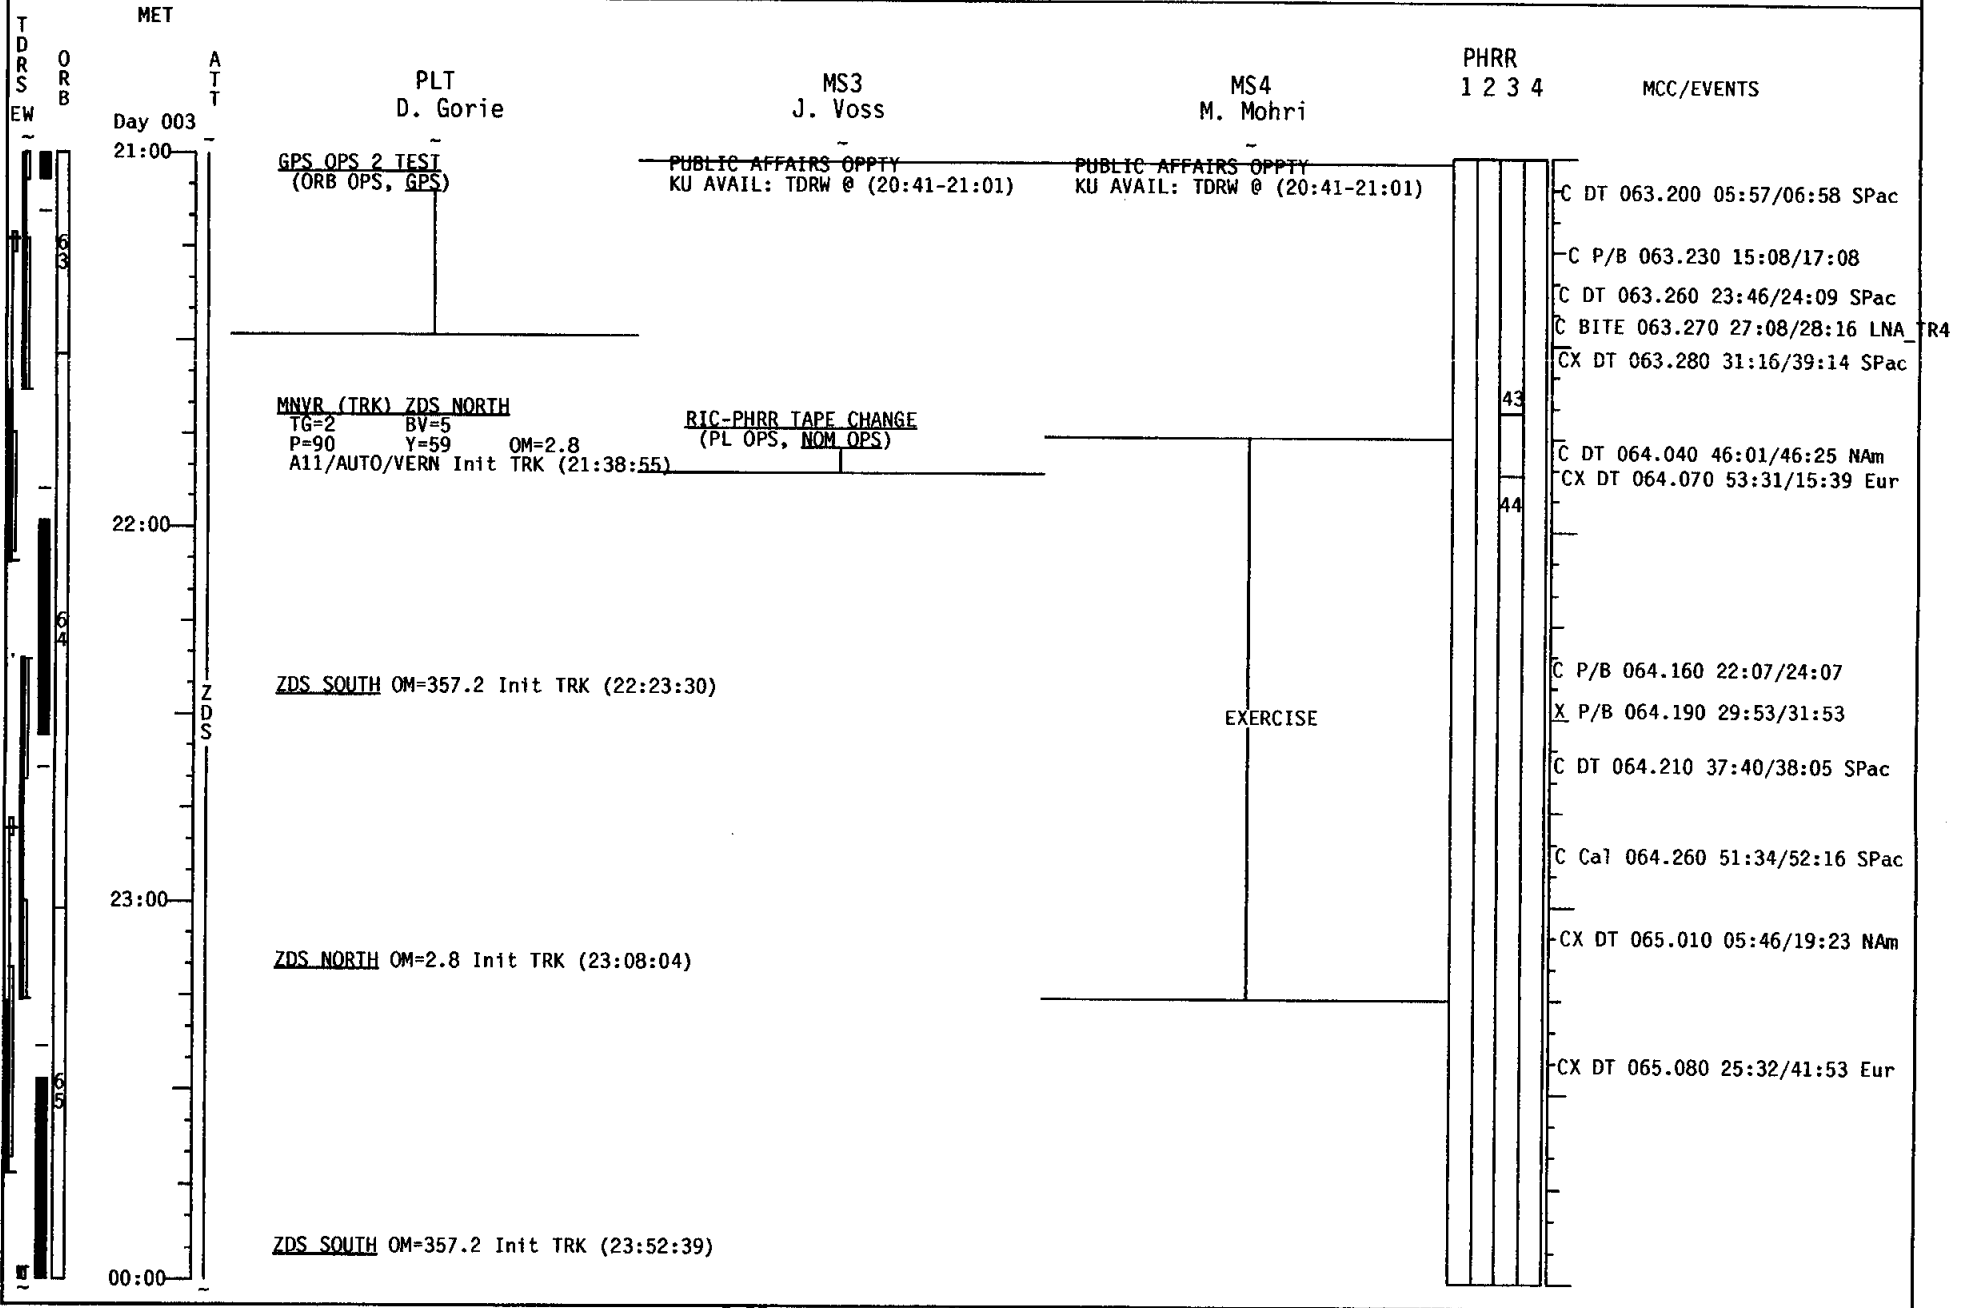 TDRS
EW
ORB
MET
ATT
PLT
D. Gorie
MS3
J. Voss
MS4
M. Mohri
PHRR
1 2 3 4
MCC/EVENTS
Day 003
21:00
22:00
23:00
00:00
63
64
65
ZDS
GPS OPS 2 TEST
(ORB OPS, GPS)
MNVR (TRK) ZDS NORTH
TG=2 BV=5
P=90 Y=59 OM=2.8
A11/AUTO/VERN Init TRK (21:38:55)
ZDS SOUTH OM=357.2 Init TRK (22:23:30)
ZDS NORTH OM=2.8 Init TRK (23:08:04)
ZDS SOUTH OM=357.2 Init TRK (23:52:39)
PUBLIC AFFAIRS OPPTY
KU AVAIL: TDRW @ (20:41-21:01)
RIC-PHRR TAPE CHANGE
(PL OPS, NOM OPS)
PUBLIC AFFAIRS OPPTY
KU AVAIL: TDRW @ (20:41-21:01)
EXERCISE
43
44
C DT 063.200 05:57/06:58 SPac
C P/B 063.230 15:08/17:08
C DT 063.260 23:46/24:09 SPac
C BITE 063.270 27:08/28:16 LNA_TR4
CX DT 063.280 31:16/39:14 SPac
C DT 064.040 46:01/46:25 NAm
CX DT 064.070 53:31/15:39 Eur
C P/B 064.160 22:07/24:07
X P/B 064.190 29:53/31:53
C DT 064.210 37:40/38:05 SPac
C Cal 064.260 51:34/52:16 SPac
CX DT 065.010 05:46/19:23 NAm
CX DT 065.080 25:32/41:53 Eur